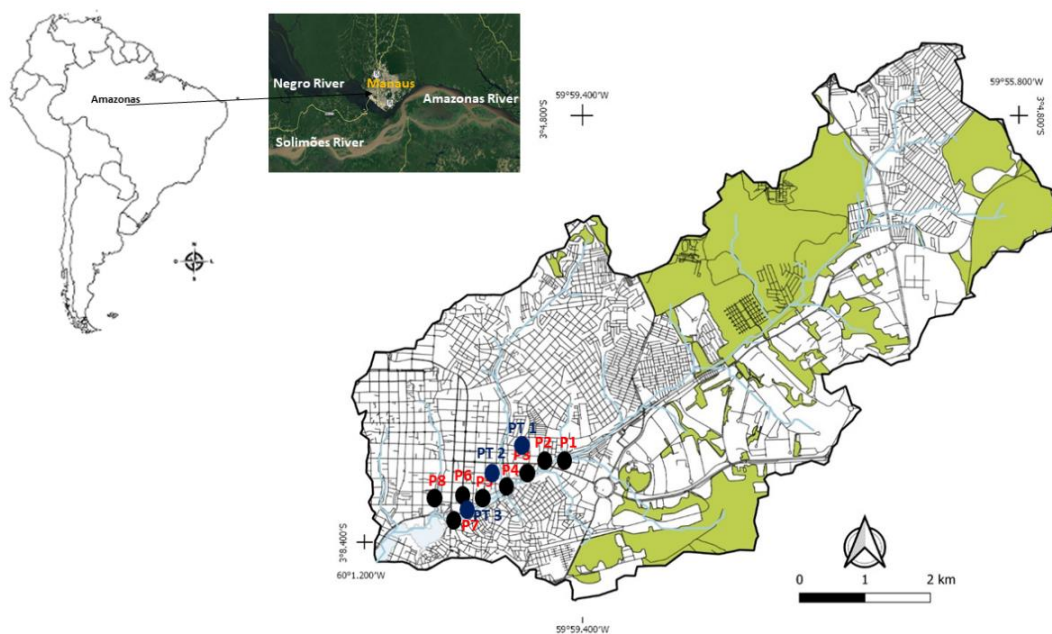 Amazonas
Negro River
Manaus
Amazonas River
Solimões River
59°59.400'W
59°55.800'W
3°4.800'S
3°4.800'S
N
PT 1
P2
P1
PT 2
P3
P4
P8
P6
P5
PT 3
P7
3°8.400'S
60°1.200'W
59°59.400'W
0
1
2 km